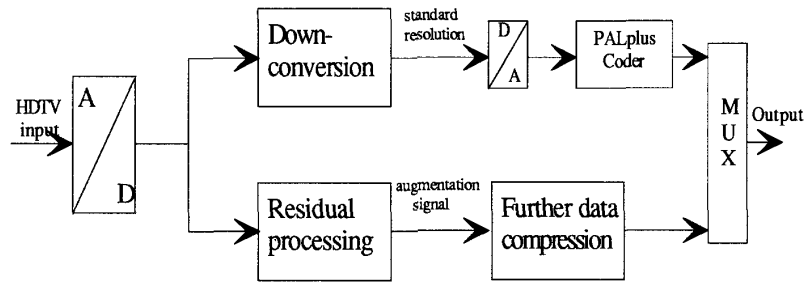 HDTV
input
A
D
Down-
conversion
standard
resolution
D
A
PALplus
Coder
Residual
processing
augmentation
signal
Further data
compression
M
U
X
Output